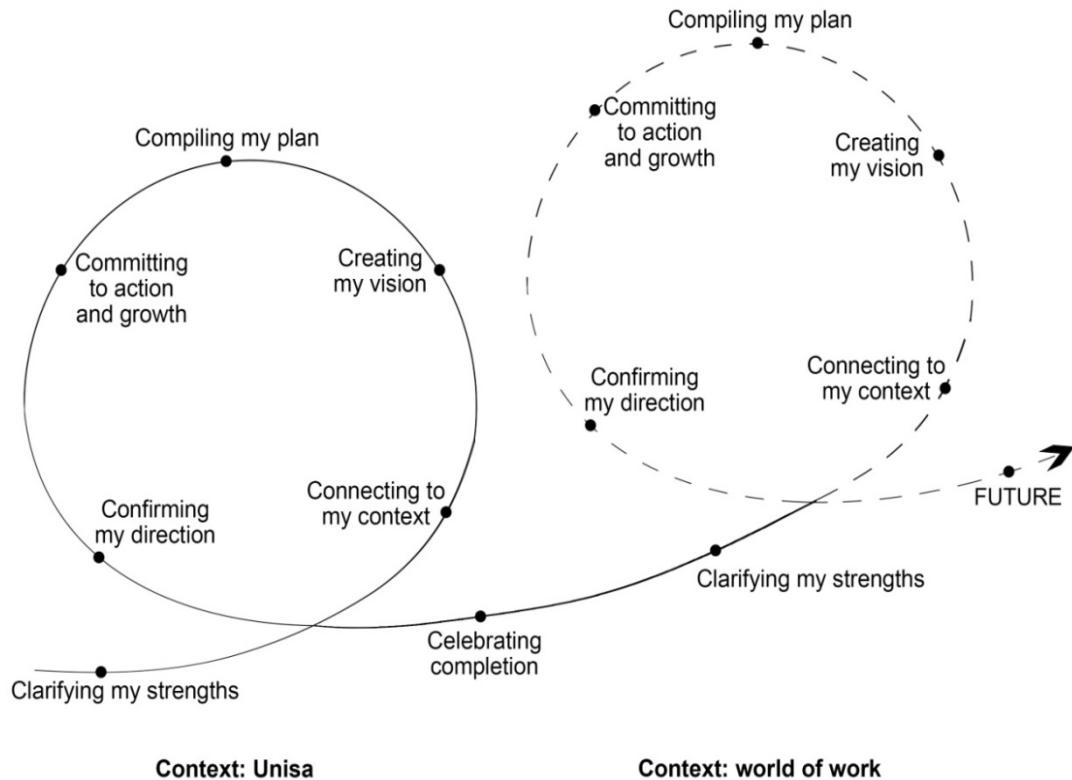 Compiling my plan
Committing
to action
and growth
Creating
my vision
Confirming
my direction
Connecting to
my context
Clarifying my strengths
Celebrating
completion
Compiling my plan
Committing
to action
and growth
Creating
my vision
Confirming
my direction
Connecting to
my context
FUTURE
Clarifying my strengths
Context: Unisa
Context: world of work